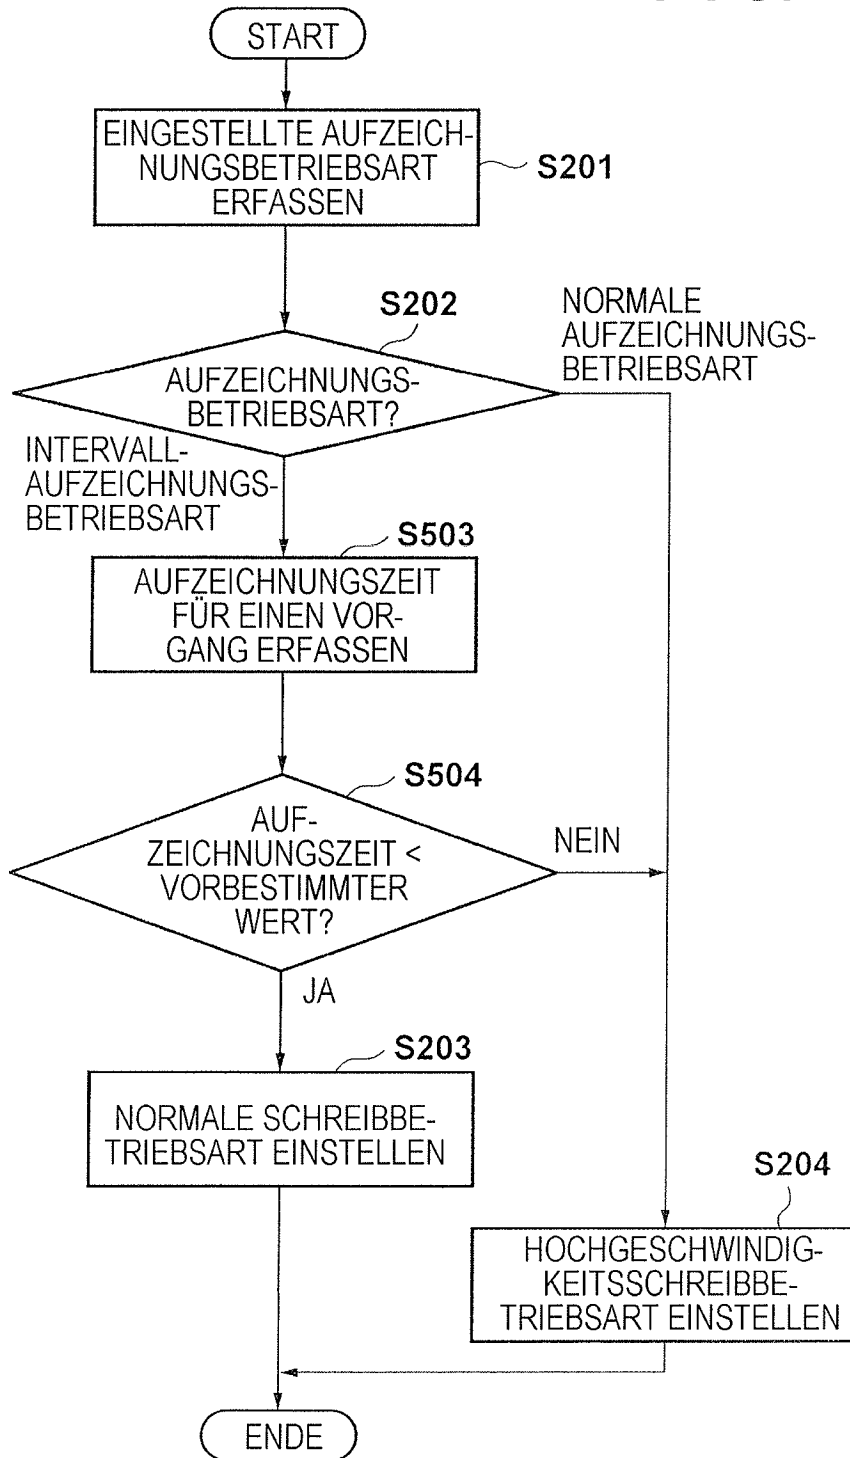 START
EINGESTELLTE AUFZEICH-
NUNGSBETRIEBSART
ERFASSEN
S201
S202
NORMALE
AUFZEICHNUNGS-
BETRIEBSART
AUFZEICHNUNGS-
BETRIEBSART?
INTERVALL-
AUFZEICHNUNGS-
BETRIEBSART
S503
AUFZEICHNUNGSZEIT
FÜR EINEN VOR-
GANG ERFASSEN
S504
AUF-
ZEICHNUNGSZEIT <
VORBESTIMMTER
WERT?
NEIN
JA
S203
NORMALE SCHREIBBE-
TRIEBSART EINSTELLEN
S204
HOCHGESCHWINDIG-
KEITSSCHREIBBE-
TRIEBSART EINSTELLEN
ENDE